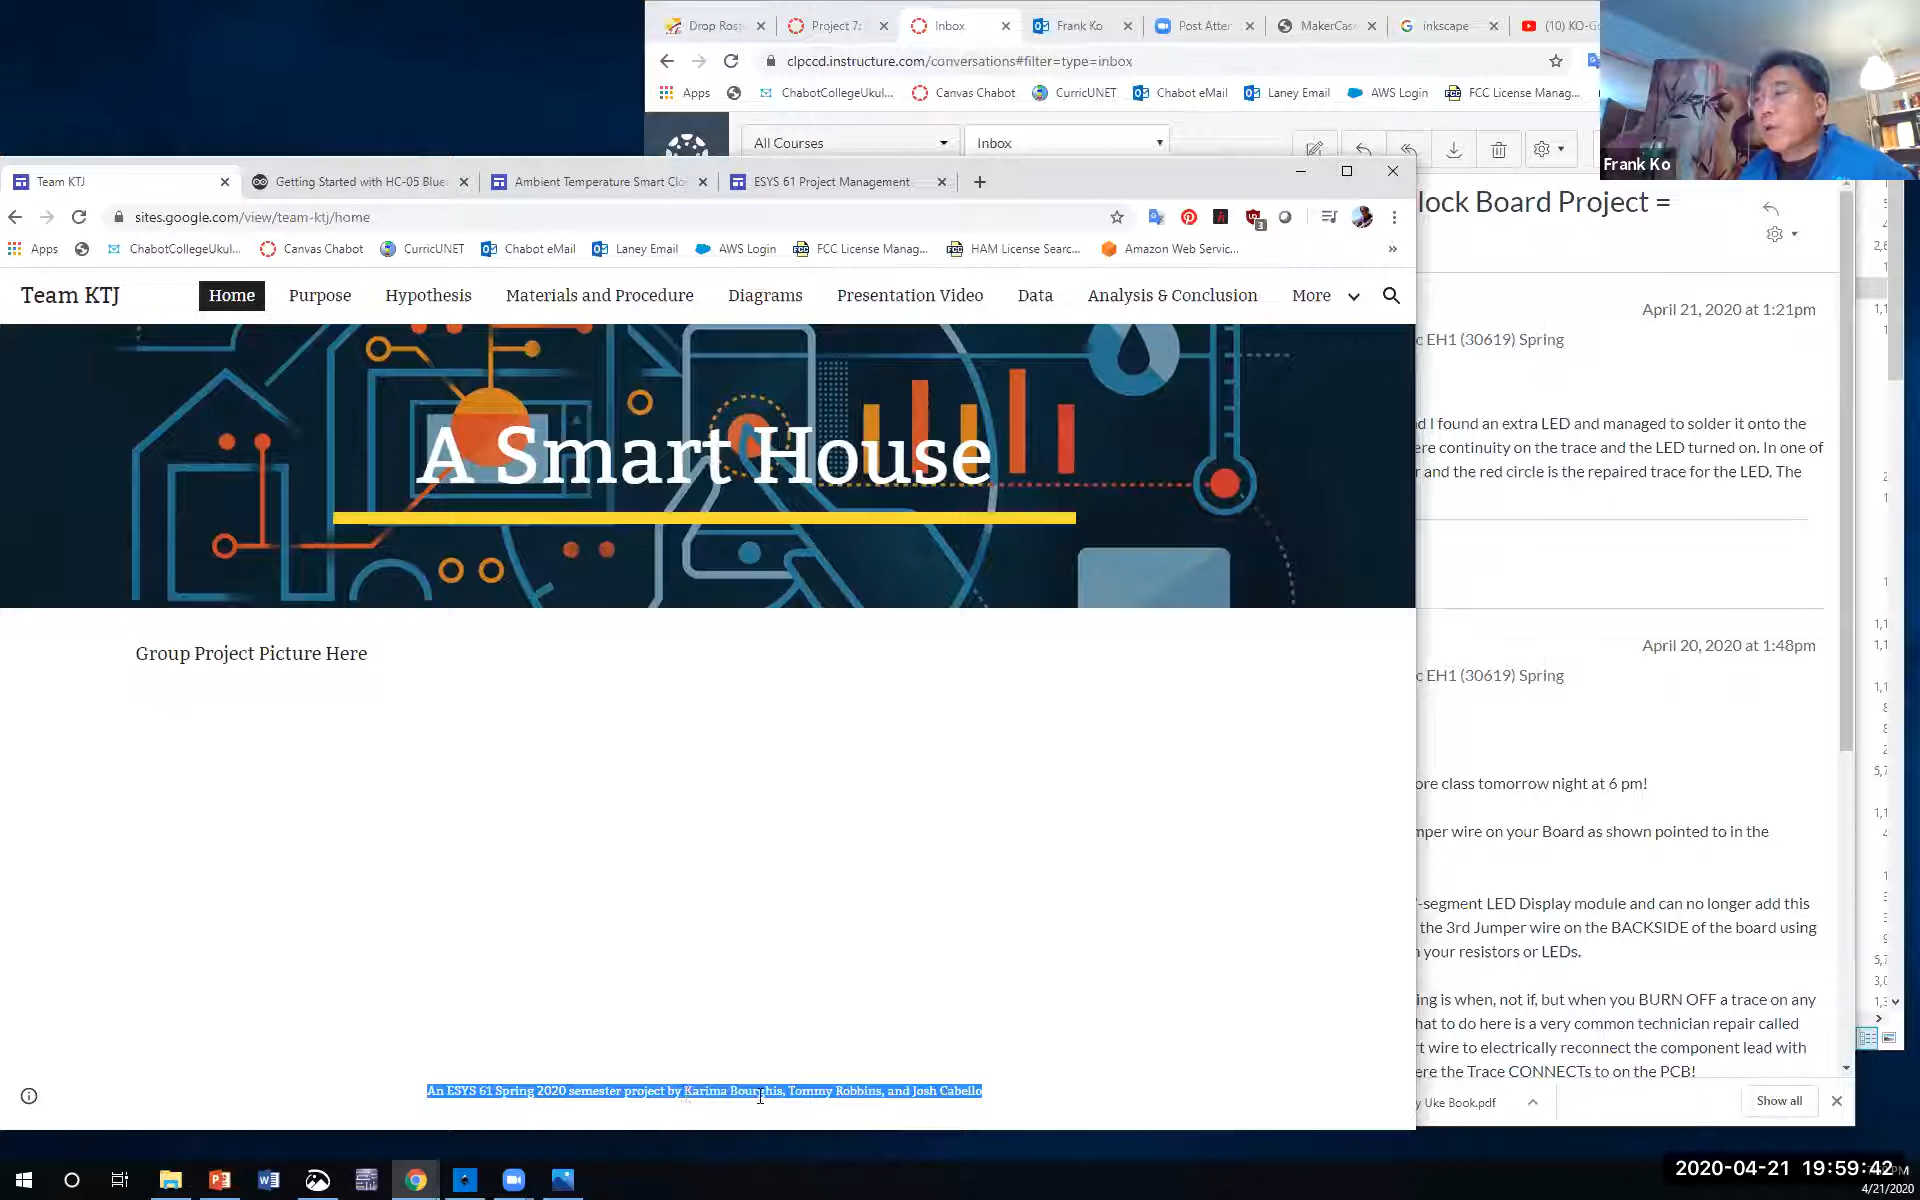 Drop Rost
Project 7:
Inbox
Frank Ko
Post Atter
MakerCas
inkscape
(10) KO-G
clpccd.instructure.com/conversations#filter=type=inbox
Apps
ChabotCollegeUkul...
Canvas Chabot
CurricUNET
Chabot eMail
Laney Email
AWS Login
FCC License Manag...
All Courses
Inbox
Frank Ko
Team KTJ
Getting Started with HC-05 Blue
Ambient Temperature Smart Clo
ESYS 61 Project Management
sites.google.com/view/team-ktj/home
Apps
ChabotCollegeUkul...
Canvas Chabot
CurricUNET
Chabot eMail
Laney Email
AWS Login
FCC License Manag...
HAM License Searc...
Amazon Web Servic...
»
Team KTJ
Home
Purpose
Hypothesis
Materials and Procedure
Diagrams
Presentation Video
Data
Analysis & Conclusion
More
A Smart House
Group Project Picture Here
An ESYS 61 Spring 2020 semester project by Karima Bourghis, Tommy Robbins, and Josh Cabello
lock Board Project =
April 21, 2020 at 1:21pm
c EH1 (30619) Spring
d I found an extra LED and managed to solder it onto the
ere continuity on the trace and the LED turned on. In one of
r and the red circle is the repaired trace for the LED. The
April 20, 2020 at 1:48pm
c EH1 (30619) Spring
ore class tomorrow night at 6 pm!
mper wire on your Board as shown pointed to in the
-segment LED Display module and can no longer add this
the 3rd Jumper wire on the BACKSIDE of the board using
your resistors or LEDs.
ing is when, not if, but when you BURN OFF a trace on any
hat to do here is a very common technician repair called
t wire to electrically reconnect the component lead with
ere the Trace CONNECTs to on the PCB!
y Uke Book.pdf
Show all
2020-04-21 19:59:42
4/21/2020